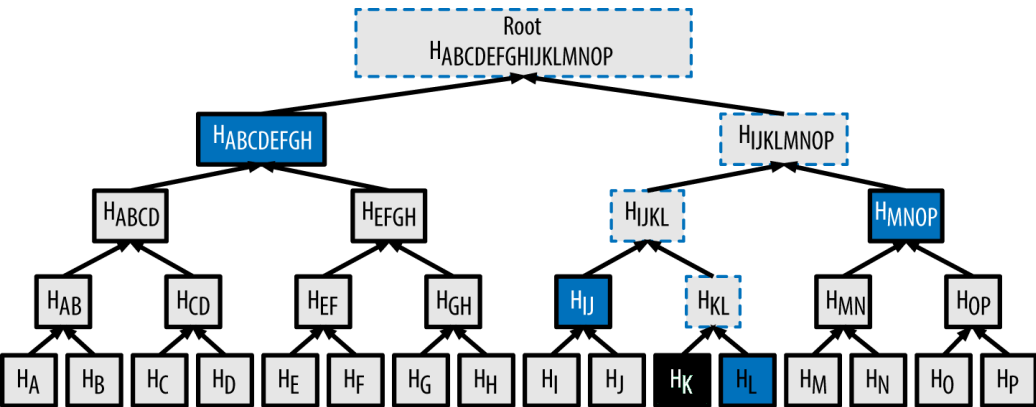 Root
HABCDEFGHIJKLMNOP
HABCDEFGH
HIJKLMNOP
HABCD
HEFGH
HIJKL
HMNOP
HAB
HCD
HEF
HGH
HIJ
HKL
HMN
HOP
HA
HB
HC
HD
HE
HF
HG
HH
HI
HJ
HK
HL
HM
HN
HO
HP